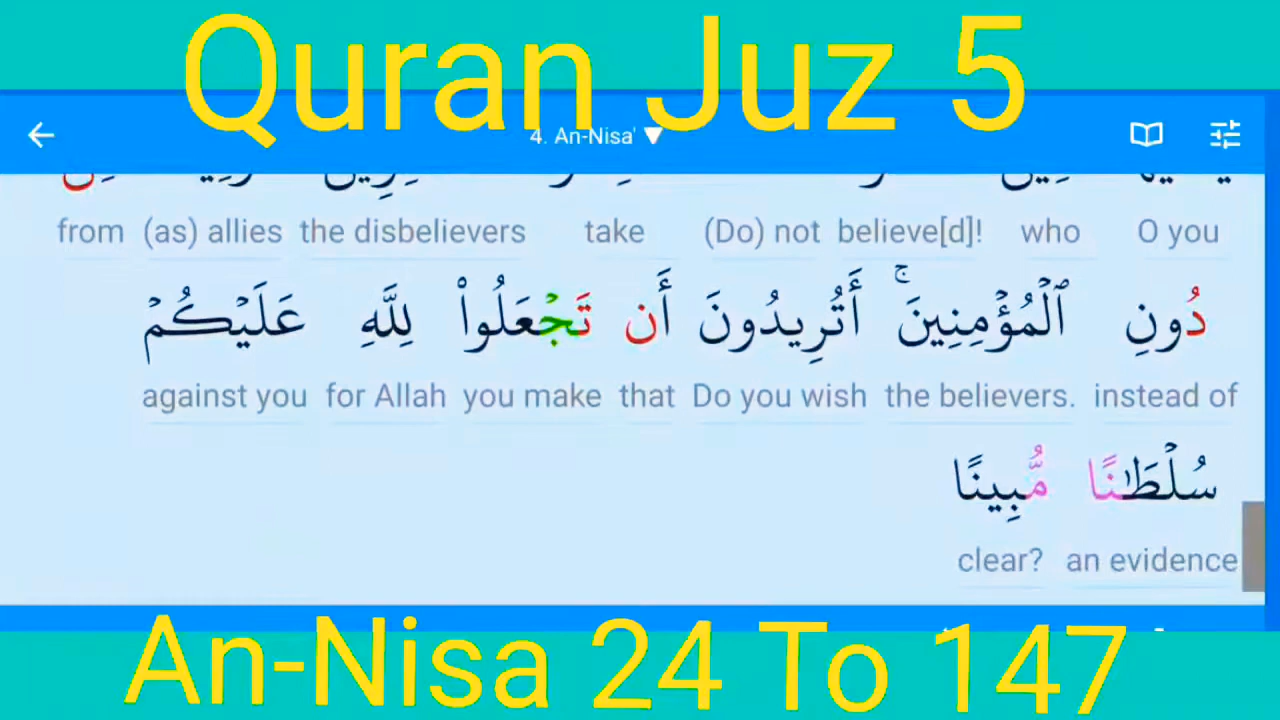 Quran Juz 5
4. An-Nisa' ▼
from (as) allies the disbelievers take (Do) not believe[d]! who O you
دُونِ ٱلْمُؤْمِنِينَ ۚ أَتُرِيدُونَ أَن تَجْعَلُوا۟ لِلَّهِ عَلَيْكُمْ
against you for Allah you make that Do you wish the believers. instead of
سُلْطَـٰنًا مُّبِينًا
clear? an evidence
An-Nisa 24 To 147